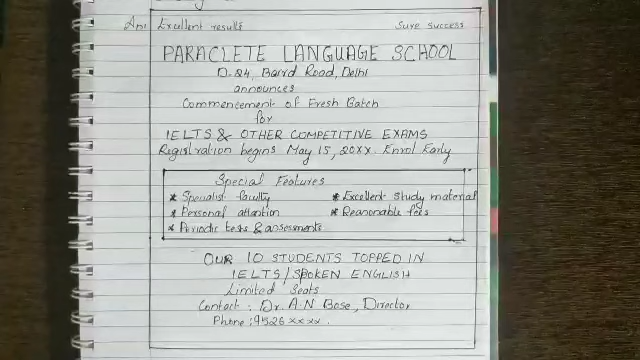 Ans Excellent results Sure success
PARACLETE LANGUAGE SCHOOL
D-24, Baird Road, Delhi
announces
Commencement of Fresh Batch
for
IELTS & OTHER COMPETITIVE EXAMS
Registration begins May 15, 20XX. Enrol Early
Special Features
* Specialist faculty * Excellent study material
* Personal attention * Reasonable fees
* Periodic tests & assessments
OUR 10 STUDENTS TOPPED IN
IELTS/SPOKEN ENGLISH
Limited Seats
Contact : Dr. A.N Bose, Director
Phone : 9526xxxx.